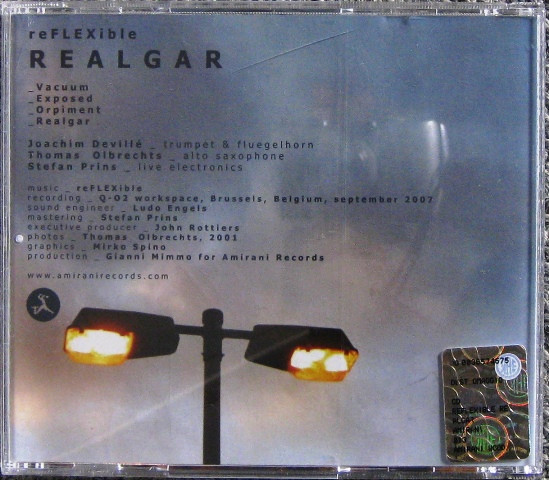 reFLEXible
REALGAR
_Vacuum
_Exposed
_Orpiment
_Realgar
Joachim Devillé _ trumpet & fluegelhorn
Thomas Olbrechts _ alto saxophone
Stefan Prins _ live electronics
music _ reFLEXible
recording _ Q-O2 workspace, Brussels, Belgium, september 2007
sound engineer _ Ludo Engels
mastering _ Stefan Prins
executive producer _ John Rottiers
photos _ Thomas Olbrechts, 2001
graphics _ Mirko Spino
production _ Gianni Mimmo for Amirani Records
www.amiranirecords.com
CD
REFLEXIBLE